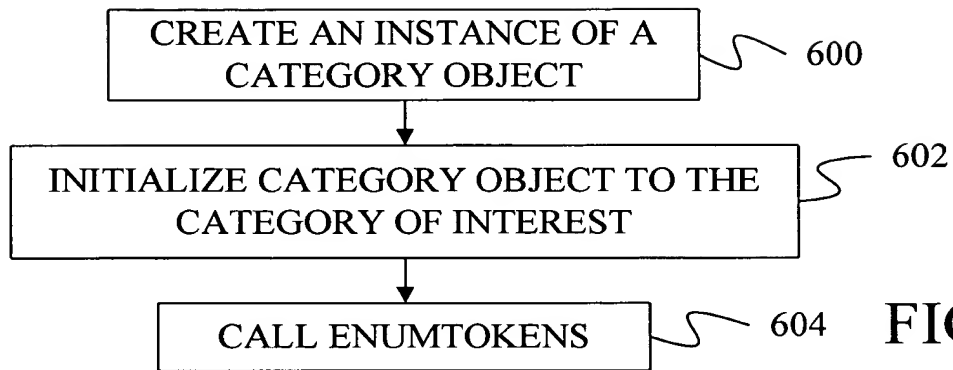 CREATE AN INSTANCE OF A
CATEGORY OBJECT
600
INITIALIZE CATEGORY OBJECT TO THE
CATEGORY OF INTEREST
602
CALL ENUMTOKENS
604